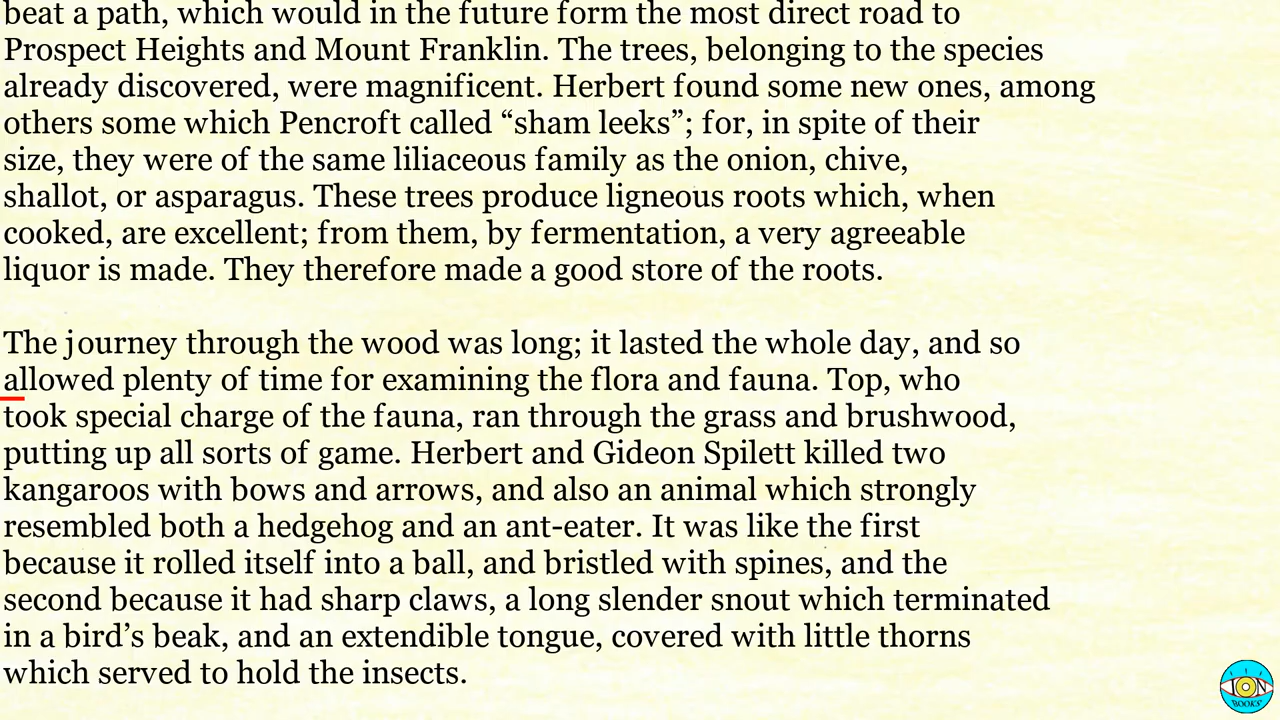 beat a path, which would in the future form the most direct road to
Prospect Heights and Mount Franklin. The trees, belonging to the species
already discovered, were magnificent. Herbert found some new ones, among
others some which Pencroft called “sham leeks”; for, in spite of their
size, they were of the same liliaceous family as the onion, chive,
shallot, or asparagus. These trees produce ligneous roots which, when
cooked, are excellent; from them, by fermentation, a very agreeable
liquor is made. They therefore made a good store of the roots.
The journey through the wood was long; it lasted the whole day, and so
allowed plenty of time for examining the flora and fauna. Top, who
took special charge of the fauna, ran through the grass and brushwood,
putting up all sorts of game. Herbert and Gideon Spilett killed two
kangaroos with bows and arrows, and also an animal which strongly
resembled both a hedgehog and an ant-eater. It was like the first
because it rolled itself into a ball, and bristled with spines, and the
second because it had sharp claws, a long slender snout which terminated
in a bird’s beak, and an extendible tongue, covered with little thorns
which served to hold the insects.
ION
BOOKS